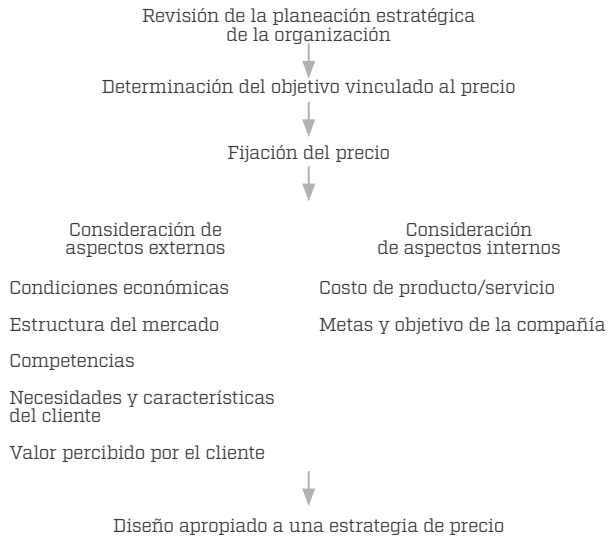 Revisión de la planeación estratégica
de la organización
Determinación del objetivo vinculado al precio
Fijación del precio
Consideración de
aspectos externos
Condiciones económicas
Estructura del mercado
Competencias
Necesidades y características
del cliente
Valor percibido por el cliente
Consideración
de aspectos internos
Costo de producto/servicio
Metas y objetivo de la compañía
Diseño apropiado a una estrategia de precio